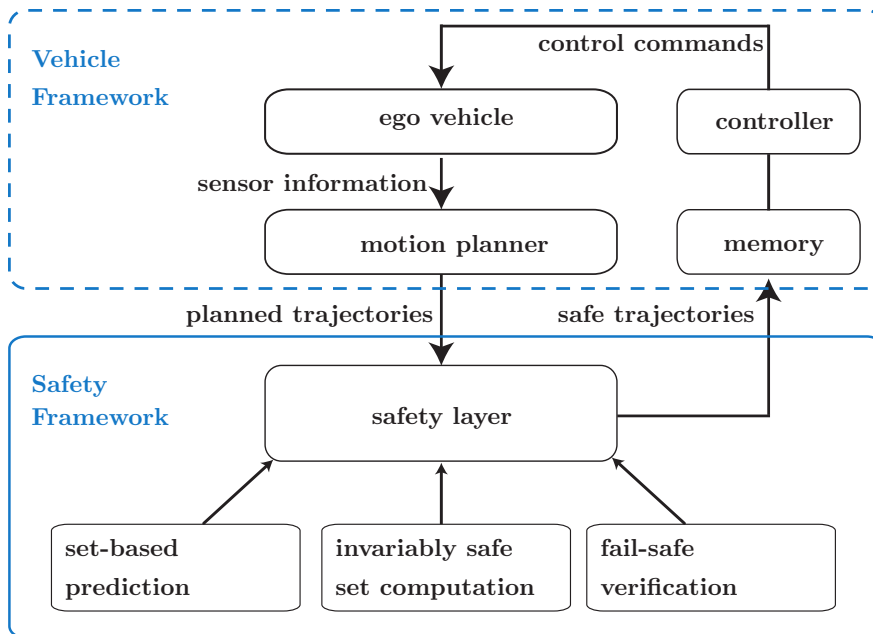 Vehicle
Framework
control commands
ego vehicle
controller
sensor information
motion planner
memory
planned trajectories
safe trajectories
Safety
Framework
safety layer
set-based
prediction
invariably safe
set computation
fail-safe
verification